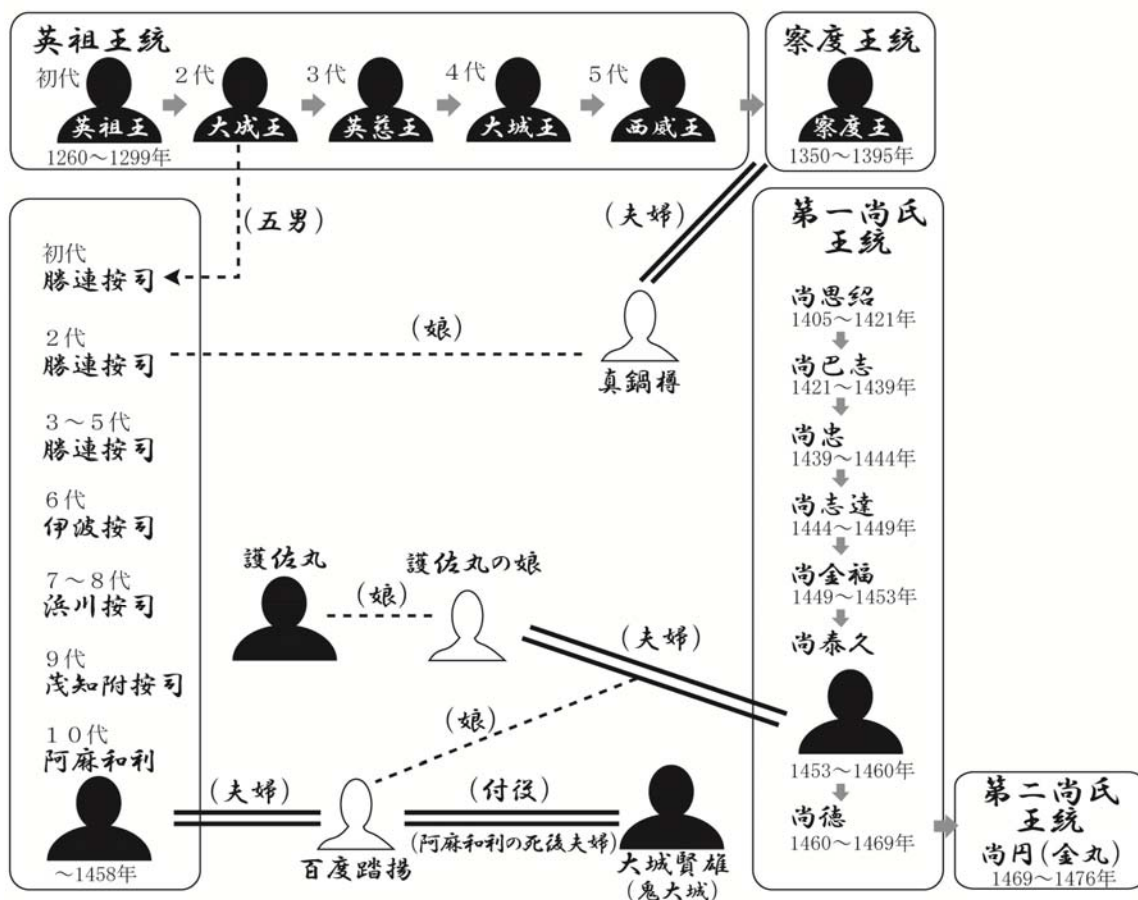 英祖王統
初代
英祖王
1260～1299年
２代
大成王
３代
英慈王
４代
大城王
５代
西威王
察度王統
察度王
1350～1395年
(五男)
(夫婦)
初代
勝連按司
２代
勝連按司
(娘)
真鍋樽
３～５代
勝連按司
６代
伊波按司
７～８代
浜川按司
９代
茂知附按司
１０代
阿麻和利
～1458年
護佐丸
(娘)
護佐丸の娘
(夫婦)
(娘)
(夫婦)
百度踏揚
(付役)
(阿麻和利の死後夫婦)
大城賢雄
(鬼大城)
第一尚氏
王統
尚思紹
1405～1421年
尚巴志
1421～1439年
尚忠
1439～1444年
尚志達
1444～1449年
尚金福
1449～1453年
尚泰久
1453～1460年
尚徳
1460～1469年
第二尚氏
王統
尚円(金丸)
1469～1476年